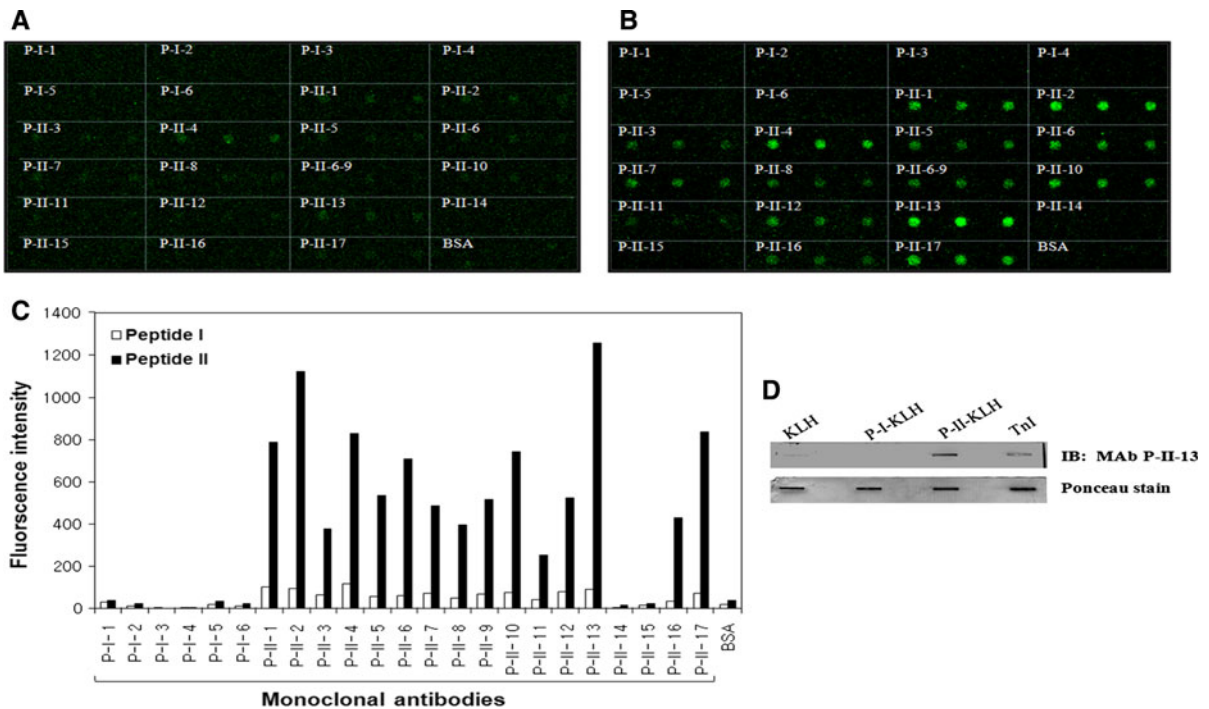 A
P-I-1 P-I-2 P-I-3 P-I-4
P-I-5 P-I-6 P-II-1 P-II-2
P-II-3 P-II-4 P-II-5 P-II-6
P-II-7 P-II-8 P-II-6-9 P-II-10
P-II-11 P-II-12 P-II-13 P-II-14
P-II-15 P-II-16 P-II-17 BSA
B
P-I-1 P-I-2 P-I-3 P-I-4
P-I-5 P-I-6 P-II-1 P-II-2
P-II-3 P-II-4 P-II-5 P-II-6
P-II-7 P-II-8 P-II-6-9 P-II-10
P-II-11 P-II-12 P-II-13 P-II-14
P-II-15 P-II-16 P-II-17 BSA
C
Fluorescence intensity
1400
1200
1000
800
600
400
200
0
Peptide I
Peptide II
P-I-1 P-I-2 P-I-3 P-I-4 P-I-5 P-I-6 P-II-1 P-II-2 P-II-3 P-II-4 P-II-5 P-II-6 P-II-7 P-II-8 P-II-9 P-II-10 P-II-11 P-II-12 P-II-13 P-II-14 P-II-15 P-II-16 P-II-17 BSA
Monoclonal antibodies
D
KLH P-I-KLH P-II-KLH TnI
IB: MAb P-II-13
Ponceau stain